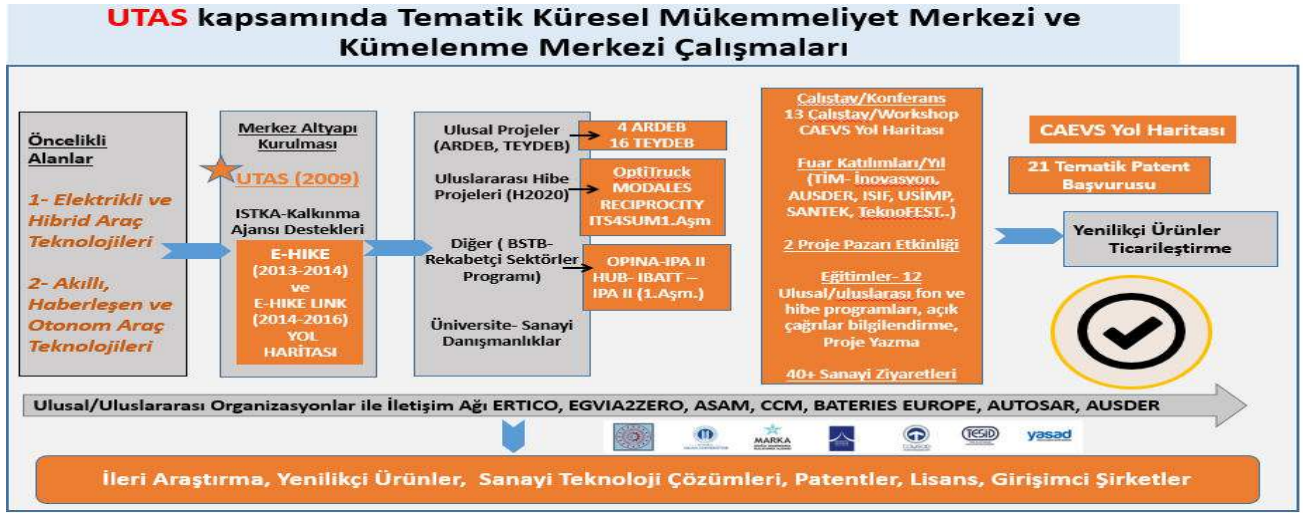 UTAS kapsamında Tematik Küresel Mükemmeliyet Merkezi ve
Kümelenme Merkezi Çalışmaları
Öncelikli
Alanlar
1- Elektrikli ve
Hibrid Araç
Teknolojileri
2- Akıllı,
Haberleşen ve
Otonom Araç
Teknolojileri
Merkez Altyapı
Kurulması
UTAS (2009)
ISTKA-Kalkınma
Ajansı Destekleri
E-HIKE
(2013-2014)
ve
E-HIKE LINK
(2014-2016)
YOL
HARİTASI
Ulusal Projeler
(ARDEB, TEYDEB)
4 ARDEB
16 TEYDEB
Uluslararası Hibe
Projeleri (H2020)
OptiTruck
MODALES
RECIPROCITY
ITS4SUM1.Aşm
Diğer ( BSTB-
Rekabetçi Sektörler
Programı)
OPINA-IPA II
HUB- IBATT –
IPA II (1.Aşm.)
Üniversite- Sanayi
Danışmanlıklar
Çalıstay/Konferans
13 Çalıştay/Workshop
CAEVS Yol Haritası
Fuar Katılımları/Yıl
(TİM- İnovasyon,
AUSDER, ISIF, USİMP,
SANTEK, TeknoFEST..)
2 Proje Pazarı Etkinliği
Eğitimler- 12
Ulusal/uluslarası fon ve
hibe programları, açık
çağrılar bilgilendirme,
Proje Yazma
40+ Sanayi Ziyaretleri
CAEVS Yol Haritası
21 Tematik Patent
Başvurusu
Yenilikçi Ürünler
Ticarileştirme
Ulusal/Uluslararası Organizasyonlar ile İletişim Ağı ERTICO, EGVIA2ZERO, ASAM, CCM, BATERIES EUROPE, AUTOSAR, AUSDER
MARKA
TESİD
yasad
İleri Araştırma, Yenilikçi Ürünler, Sanayi Teknoloji Çözümleri, Patentler, Lisans, Girişimci Şirketler